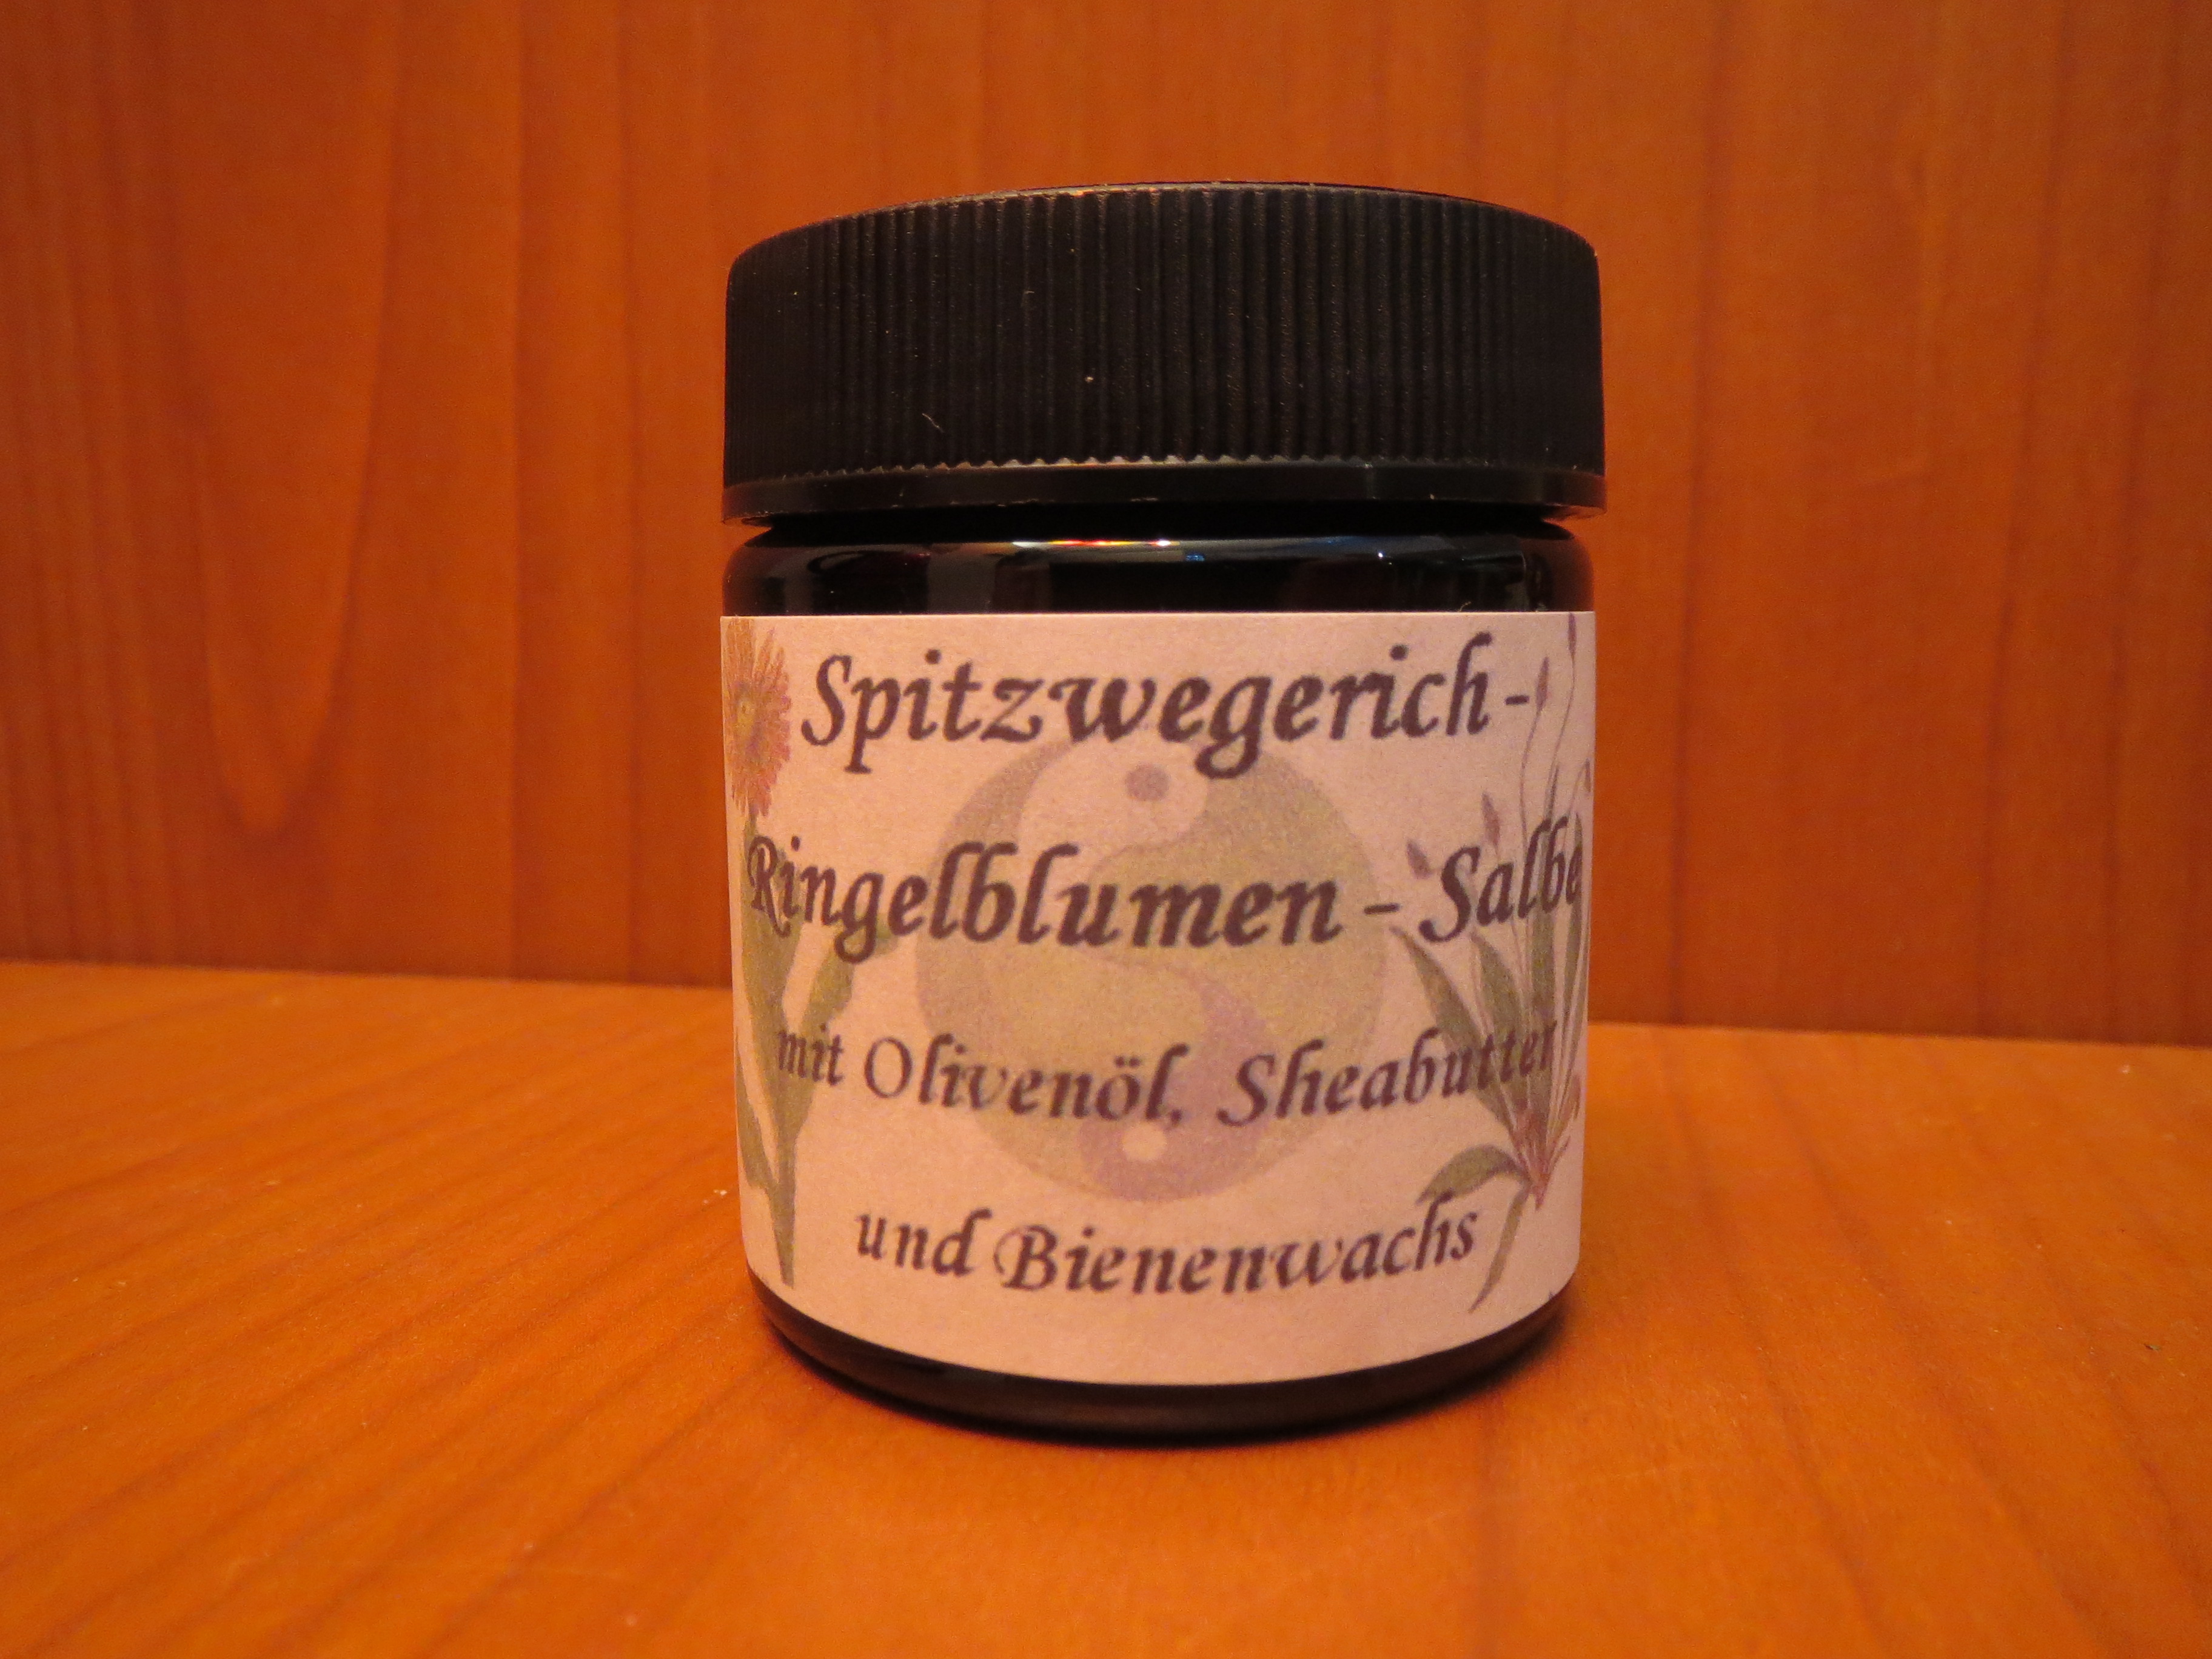 Spitzwegerich-
Ringelblumen - Salbe
mit Olivenöl, Sheabutter
und Bienenwachs